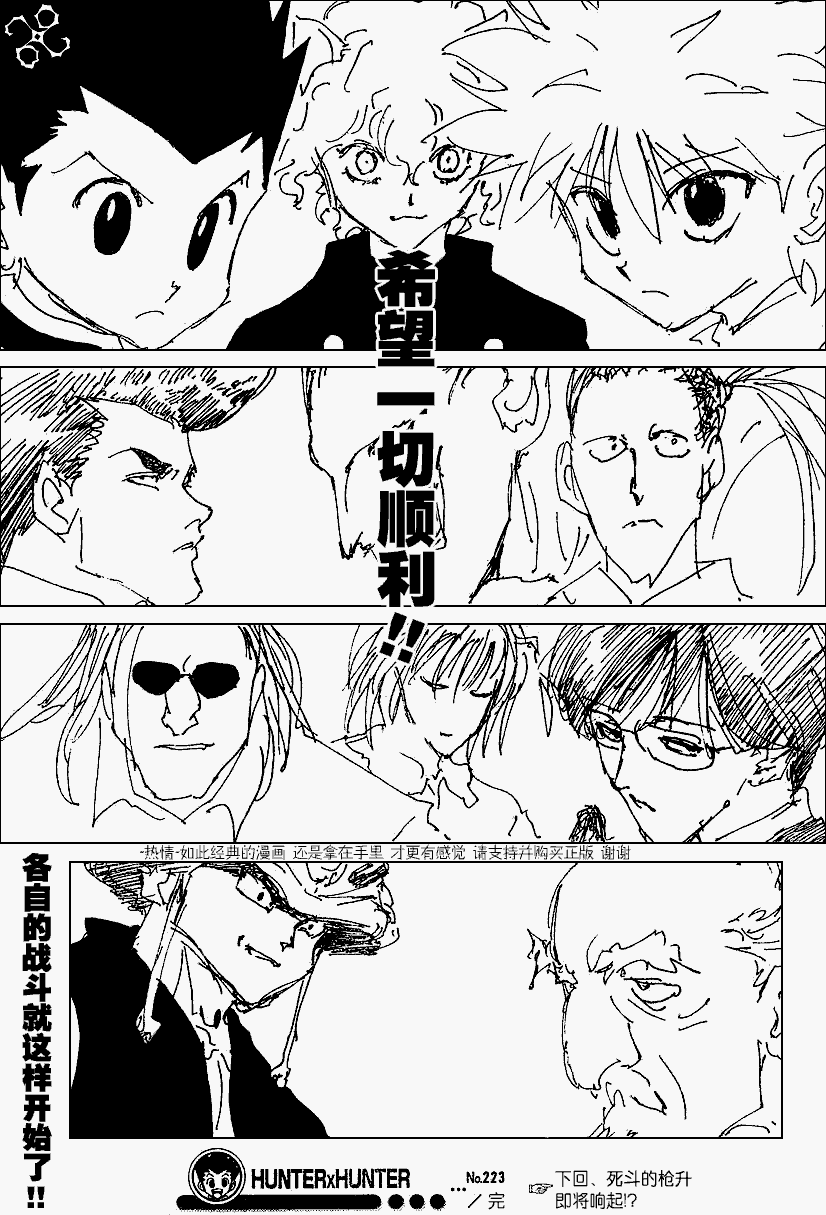 希望一切顺利!!
-热情-如此经典的漫画 还是拿在手里 才更有感觉 请支持并购买正版 谢谢
各自的战斗就这样开始了!!
HUNTER×HUNTER
...No.223
/完
☞下回、死斗的枪升
即将响起!?